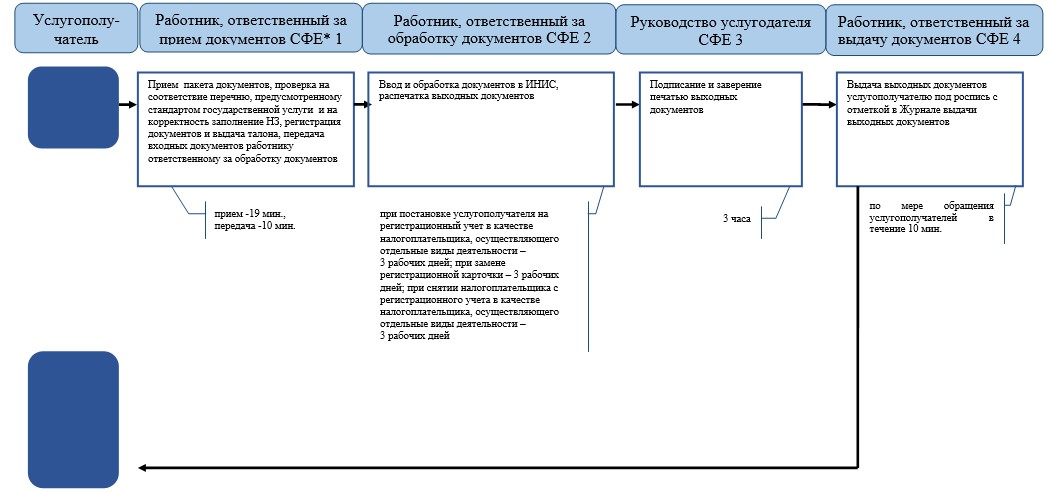 Услугополу-
чатель
Работник, ответственный за
прием документов СФЕ* 1
Работник, ответственный за
обработку документов СФЕ 2
Руководство услугодателя
СФЕ 3
Работник, ответственный за
выдачу документов СФЕ 4
Прием пакета документов, проверка на
соответствие перечню, предусмотренному
стандартом государственной услуги и на
корректность заполнение НЗ, регистрация
документов и выдача талона, передача
входных документов работнику
ответственному за обработку документов
Ввод и обработка документов в ИНИС,
распечатка выходных документов
Подписание и заверение
печатью выходных
документов
Выдача выходных документов
услугополучателю под роспись с
отметкой в Журнале выдачи
выходных документов
прием -19 мин.,
передача -10 мин.
при постановке услугополучателя на
регистрационный учет в качестве
налогоплательщика, осуществляющего
отдельные виды деятельности –
3 рабочих дней; при замене
регистрационной карточки – 3 рабочих
дней; при снятии налогоплательщика с
регистрационного учета в качестве
налогоплательщика, осуществляющего
отдельные виды деятельности –
3 рабочих дней
3 часа
по мере обращения
услугополучателей в
течение 10 мин.